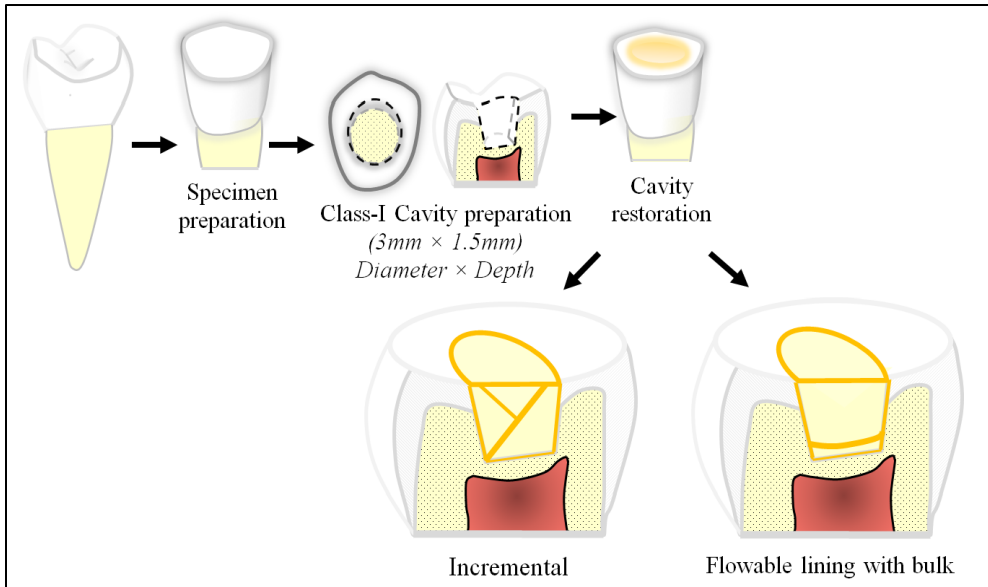 Specimen
preparation
Class-I Cavity preparation
(3mm × 1.5mm)
Diameter × Depth
Cavity
restoration
Incremental
Flowable lining with bulk